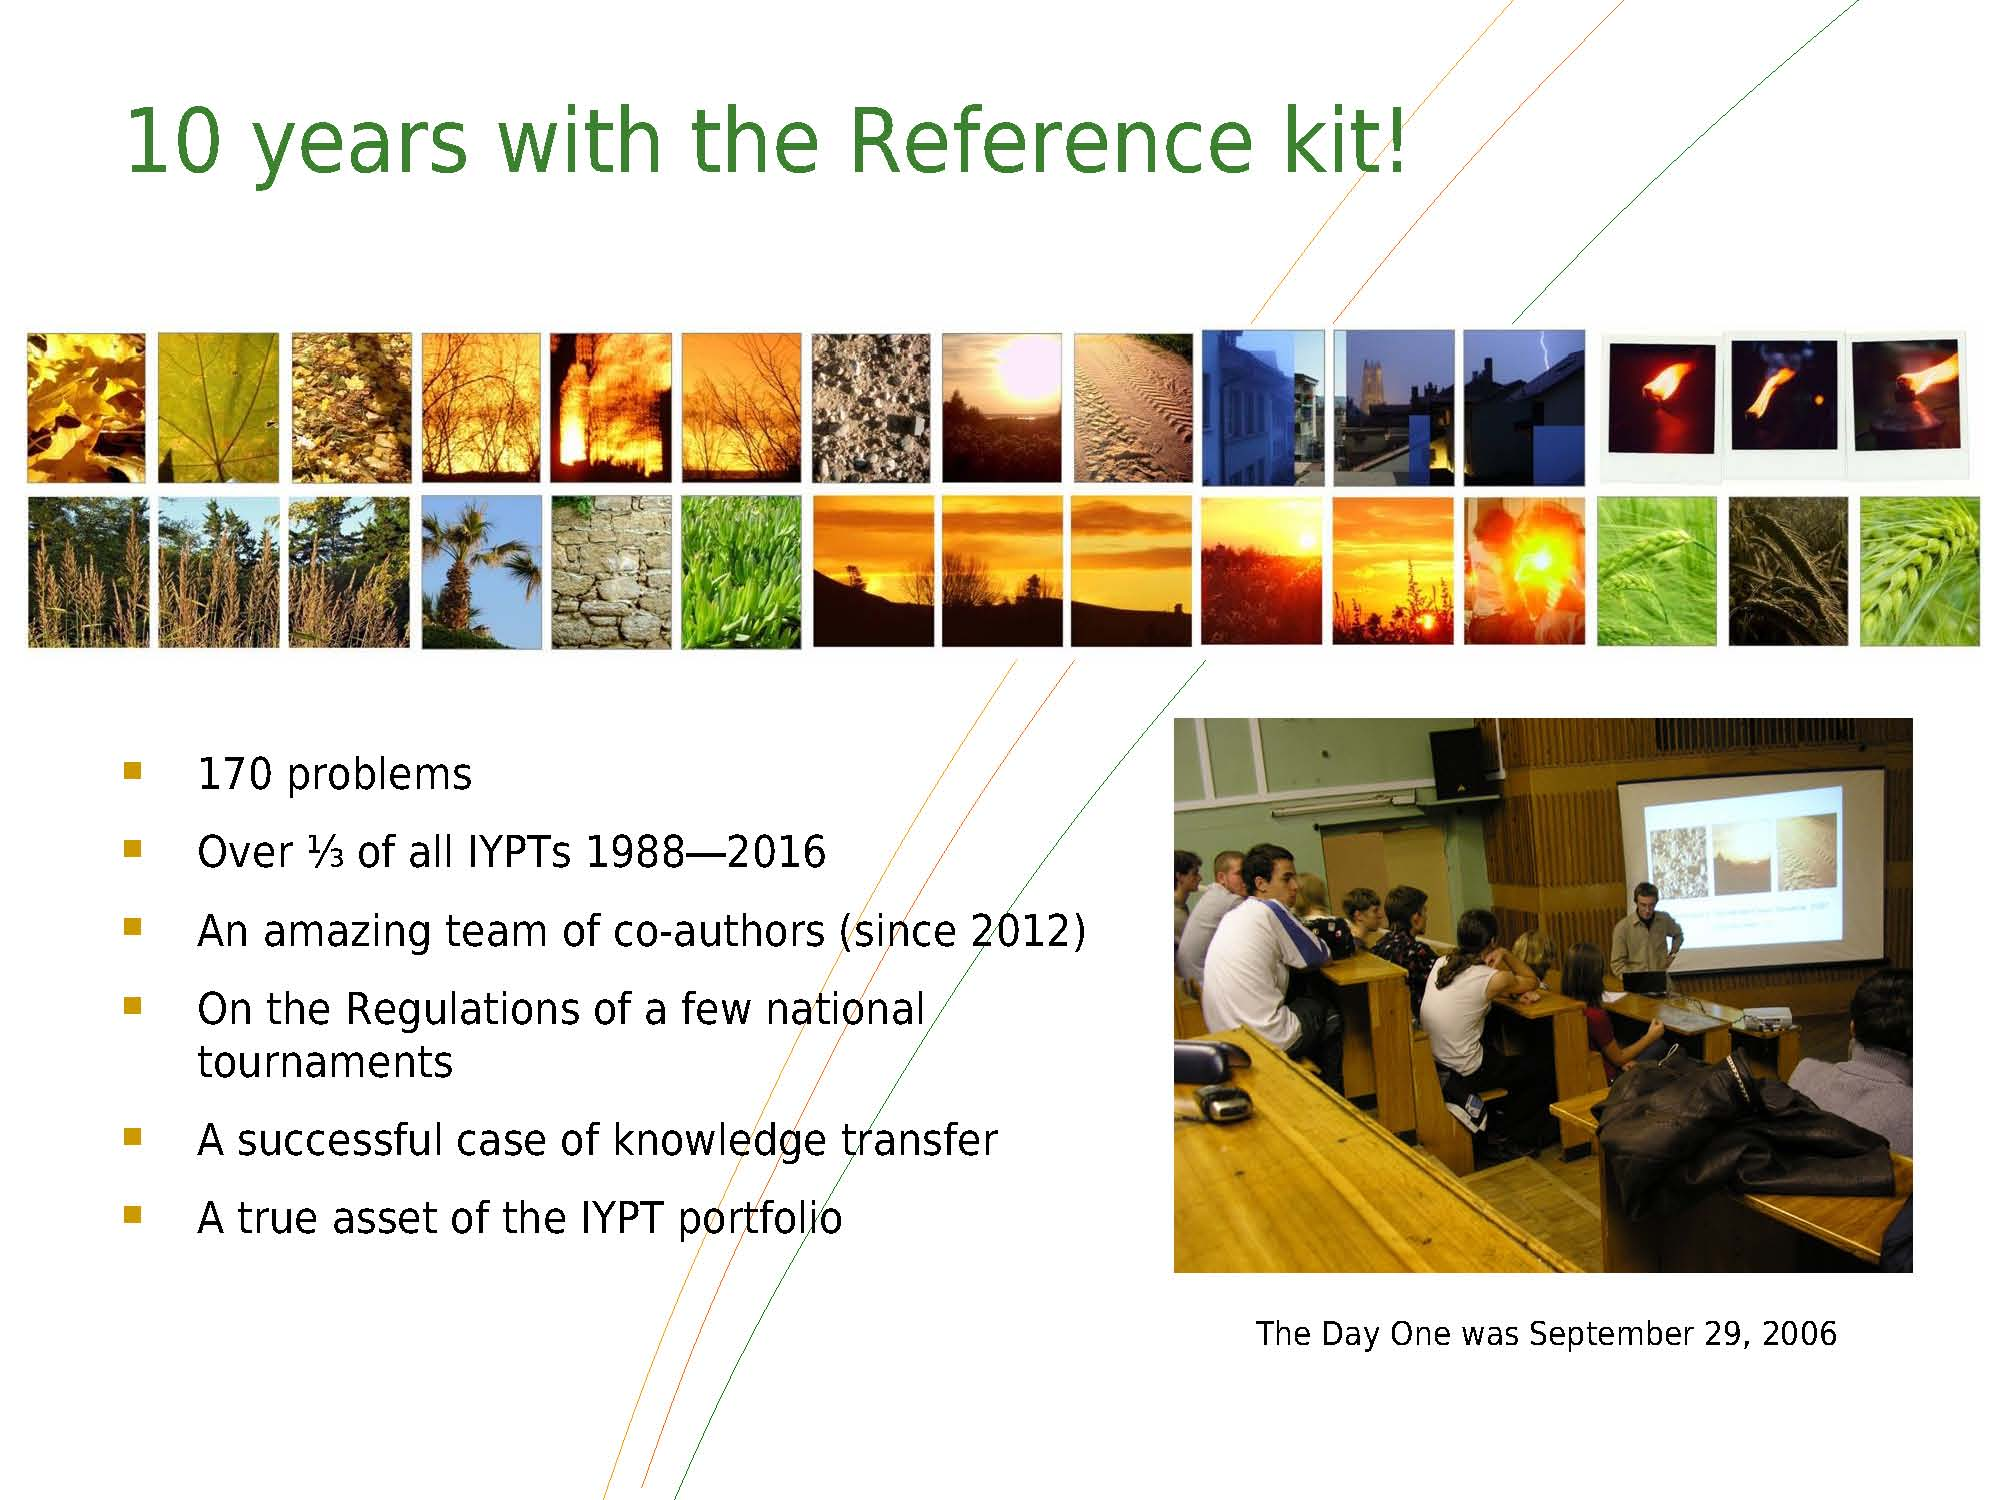 10 years with the Reference kit!
170 problems
Over ⅓ of all IYPTs 1988—2016
An amazing team of co-authors (since 2012)
On the Regulations of a few national
tournaments
A successful case of knowledge transfer
A true asset of the IYPT portfolio
The Day One was September 29, 2006